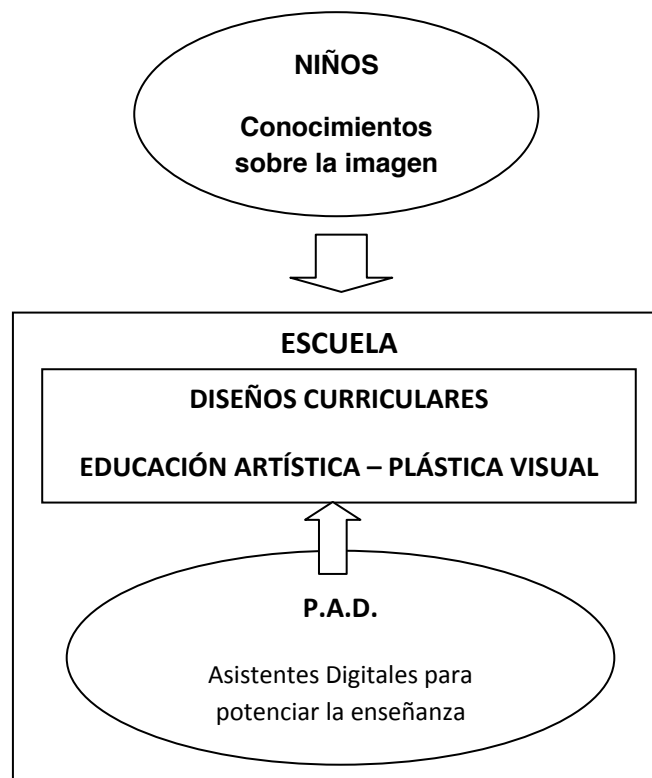 NIÑOS
Conocimientos
sobre la imagen
ESCUELA
DISEÑOS CURRICULARES
EDUCACIÓN ARTÍSTICA – PLÁSTICA VISUAL
P.A.D.
Asistentes Digitales para
potenciar la enseñanza